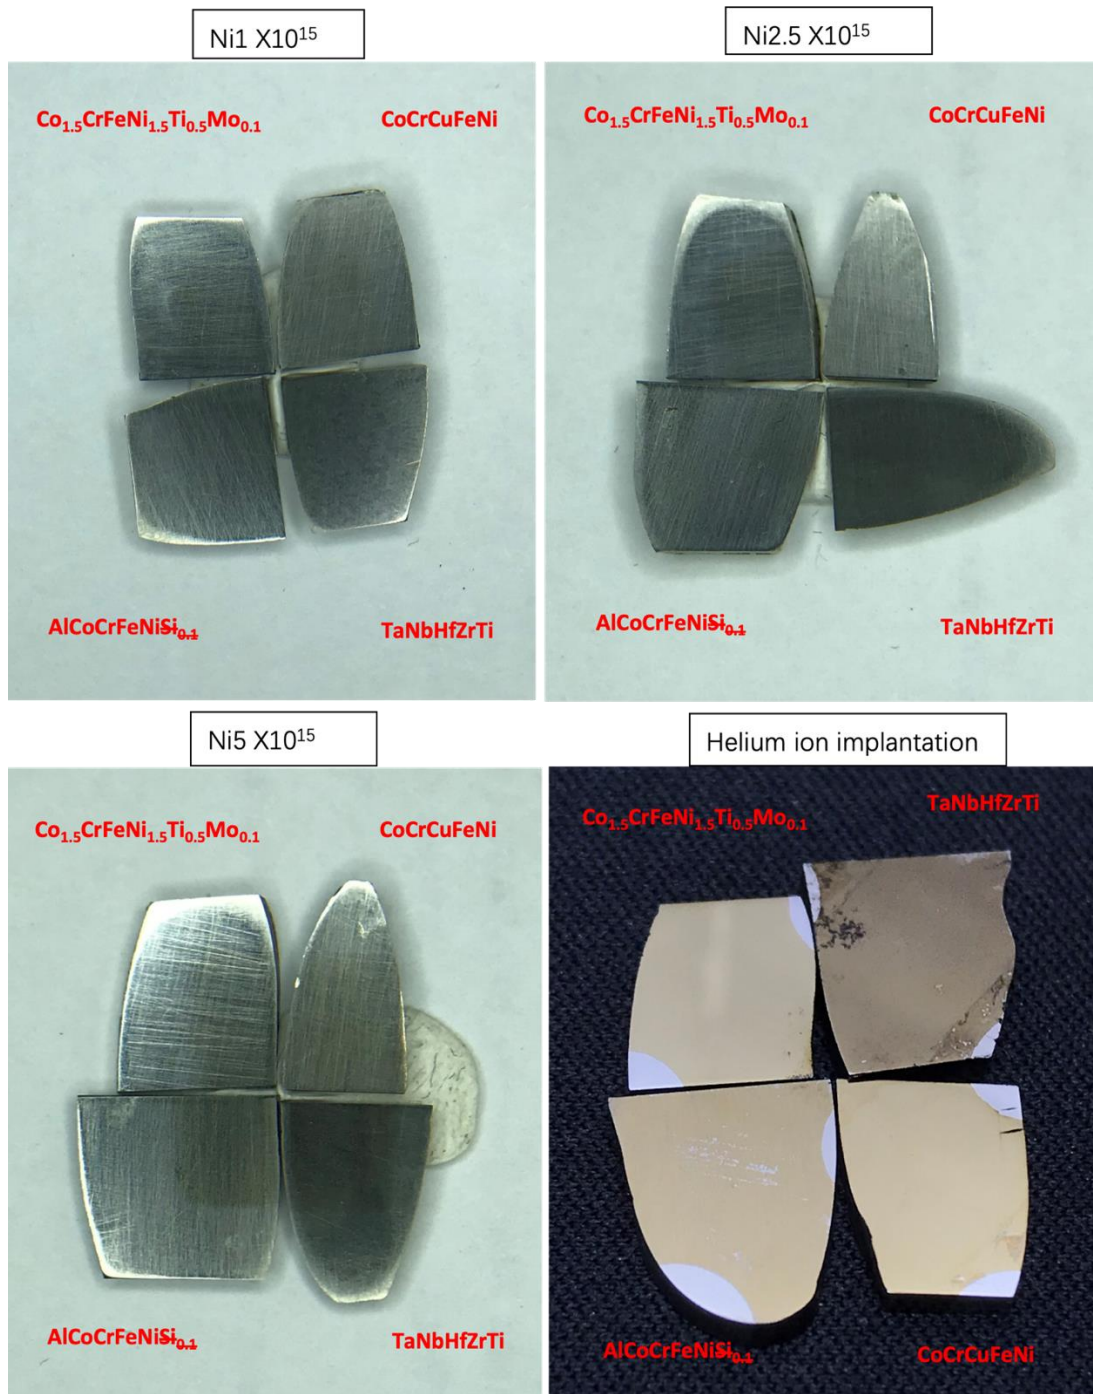 Ni1 X10¹⁵
Ni2.5 X10¹⁵
Co₁.₅CrFeNi₁.₅Ti₀.₅Mo₀.₁ CoCrCuFeNi
Co₁.₅CrFeNi₁.₅Ti₀.₅Mo₀.₁ CoCrCuFeNi
AlCoCrFeNiSi₀.₁ TaNbHfZrTi
AlCoCrFeNiSi₀.₁ TaNbHfZrTi
Ni5 X10¹⁵
Helium ion implantation
Co₁.₅CrFeNi₁.₅Ti₀.₅Mo₀.₁ CoCrCuFeNi
Co₁.₅CrFeNi₁.₅Ti₀.₅Mo₀.₁ TaNbHfZrTi
AlCoCrFeNiSi₀.₁ TaNbHfZrTi
AlCoCrFeNiSi₀.₁ CoCrCuFeNi